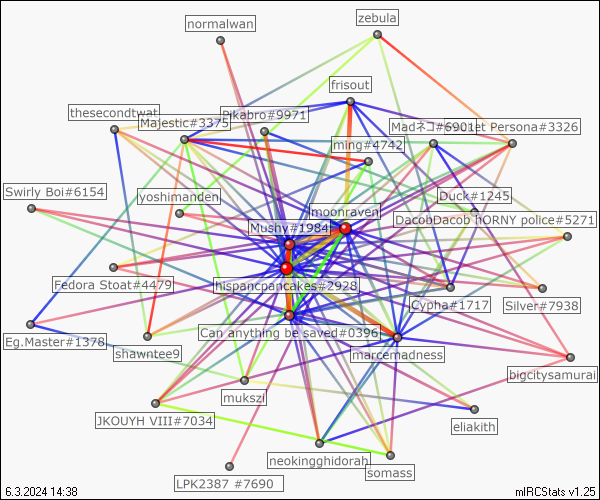 normalwan
zebula
frisout
thesecondtwat
Majestic#3375
Pikabro#9971
Madネコ#6901
et Persona#3326
ming#4742
Swirly Boi#6154
yoshimanden
moonraven
Duck#1245
Mushy#1984
DacobDacob
hORNY police#5271
Fedora Stoat#4479
hispancpancakes#2928
Cypha#1717
Silver#7938
Eg.Master#1378
Can anything be saved#0396
shawntee9
marcemadness
bigcitysamurai
mukszi
JKOUYH VIII#7034
eliakith
neokingghidorah
somass
LPK2387 #7690
6.3.2024 14:38
mIRCStats v1.25